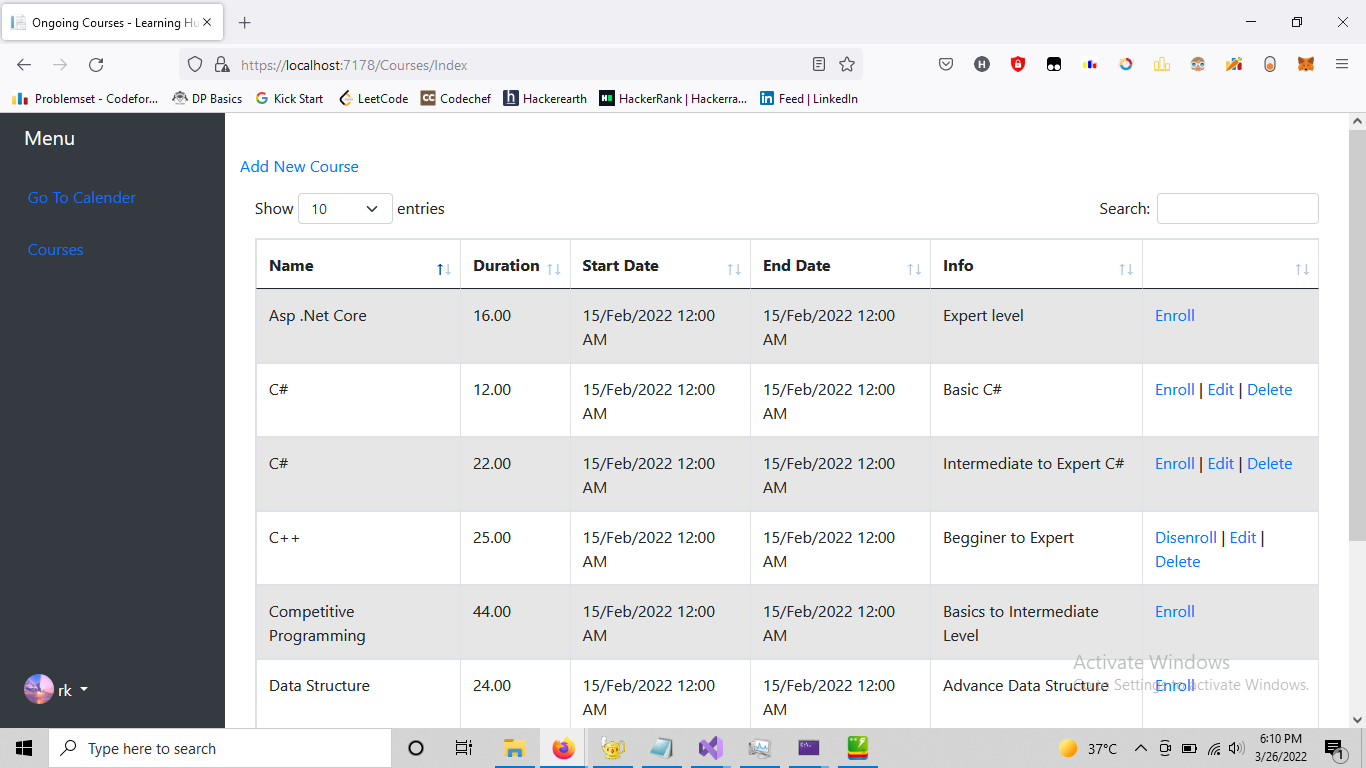 Ongoing Courses - Learning Hu
https://localhost:7178/Courses/Index
Problemset - Codefor...
DP Basics
Kick Start
LeetCode
Codechef
Hackerearth
HackerRank | Hackerra...
Feed | LinkedIn
Menu
Go To Calender
Courses
rk
Add New Course
Show 10 entries
Search:
Name Duration Start Date End Date Info
Asp .Net Core 16.00 15/Feb/2022 12:00 15/Feb/2022 12:00 Expert level Enroll
AM AM
C# 12.00 15/Feb/2022 12:00 15/Feb/2022 12:00 Basic C# Enroll | Edit | Delete
AM AM
C# 22.00 15/Feb/2022 12:00 15/Feb/2022 12:00 Intermediate to Expert C# Enroll | Edit | Delete
AM AM
C++ 25.00 15/Feb/2022 12:00 15/Feb/2022 12:00 Begginer to Expert Disenroll | Edit |
AM AM Delete
Competitive 44.00 15/Feb/2022 12:00 15/Feb/2022 12:00 Basics to Intermediate Enroll
Programming AM AM Level
Data Structure 24.00 15/Feb/2022 12:00 15/Feb/2022 12:00 Advance Data Structure Enroll
AM AM
Activate Windows
Go to Settings to activate Windows.
Type here to search
37°C
6:10 PM
3/26/2022
1